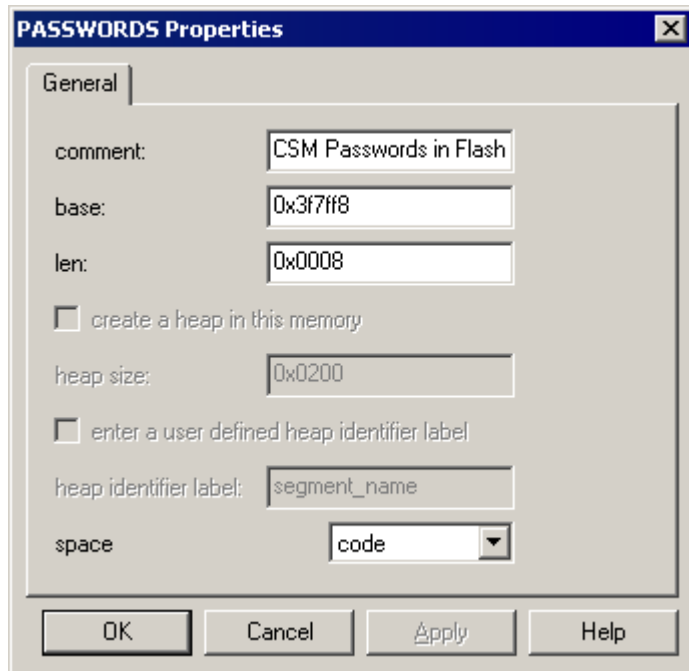 PASSWORDS Properties
General
comment: CSM Passwords in Flash
base: 0x3f7ff8
len: 0x0008
create a heap in this memory
heap size: 0x0200
enter a user defined heap identifier label
heap identifier label: segment_name
space code
OK Cancel Apply Help